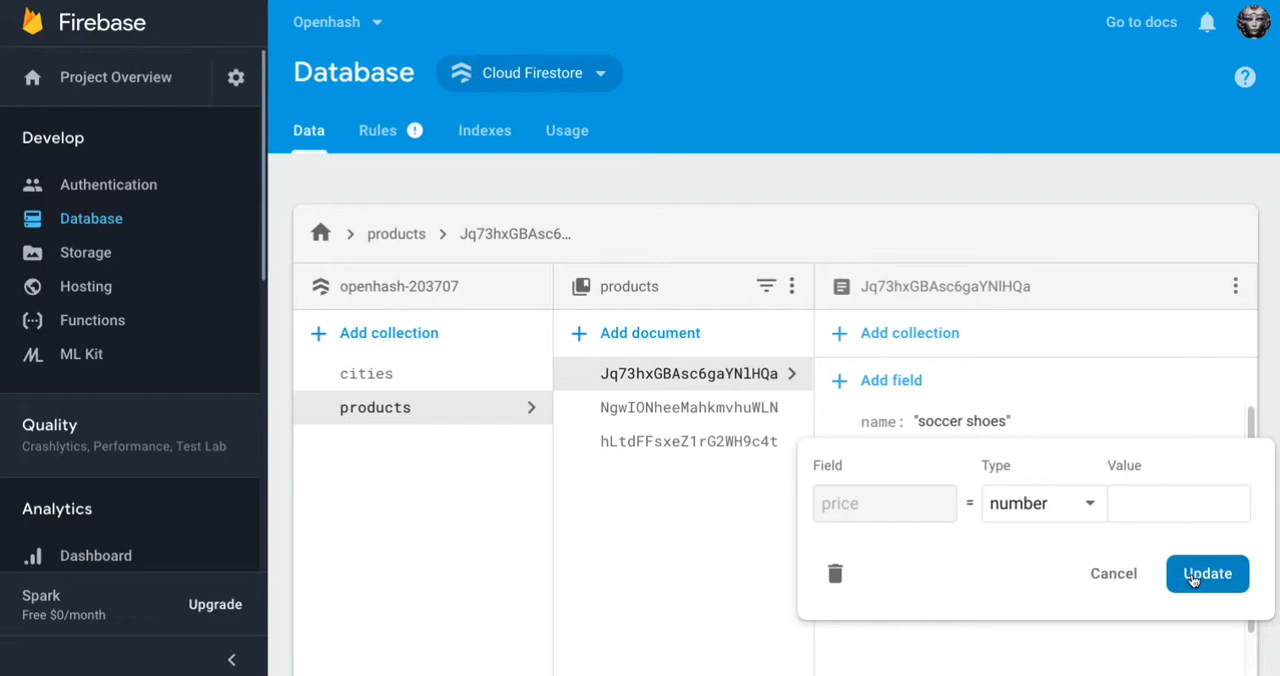 Firebase
Project Overview
Develop
Authentication
Database
Storage
Hosting
Functions
ML Kit
Quality
Crashlytics, Performance, Test Lab
Analytics
Dashboard
Spark
Free $0/month
Upgrade
Openhash
Go to docs
Database
Cloud Firestore
Data
Rules
Indexes
Usage
products
Jq73hxGBAsc6...
openhash-203707
Add collection
cities
products
products
Add document
Jq73hxGBAsc6gaYNlHQa
NgwIONheeMahkmvhuWLN
hLtdFFsxeZ1rG2WH9c4t
Jq73hxGBAsc6gaYNlHQa
Add collection
Add field
name: "soccer shoes"
Field Type Value
price = number
Cancel Update